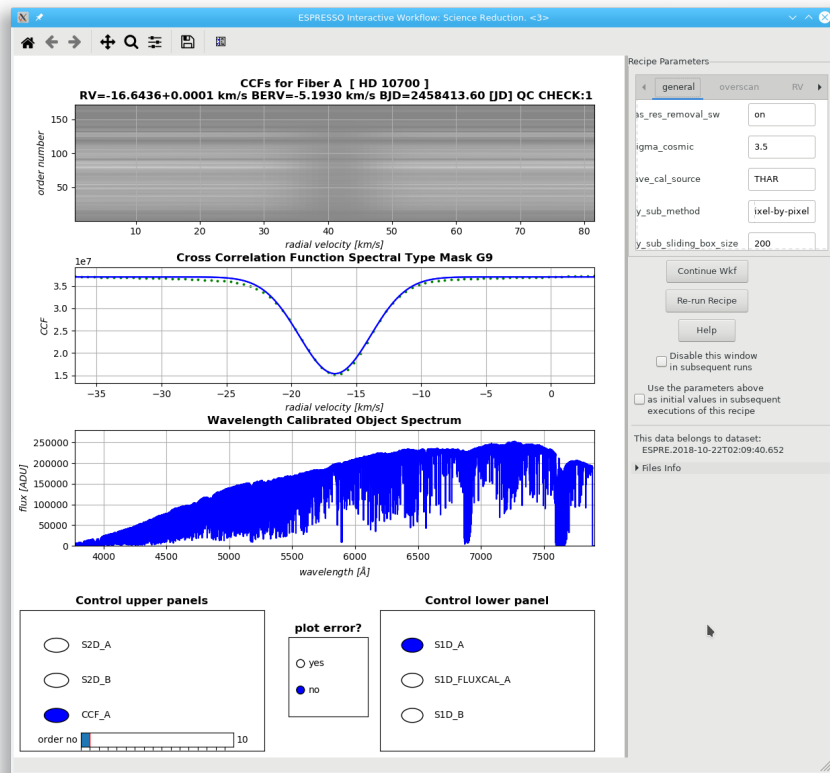 ESPRESSO Interactive Workflow: Science Reduction. <3>
CCFs for Fiber A [ HD 10700 ]
RV=-16.6436+0.0001 km/s BERV=-5.1930 km/s BJD=2458413.60 [JD] QC CHECK:1
150
100
50
order number
10 20 30 40 50 60 70 80
radial velocity [km/s]
Cross Correlation Function Spectral Type Mask G9
1e7
3.5
3.0
2.5
2.0
1.5
CCF
−35 −30 −25 −20 −15 −10 −5 0
radial velocity [km/s]
Wavelength Calibrated Object Spectrum
250000
200000
150000
100000
50000
0
flux [ADU]
4000 4500 5000 5500 6000 6500 7000 7500
wavelength [Å]
Control upper panels
S2D_A
S2D_B
CCF_A
order no 10
plot error?
yes
no
Control lower panel
S1D_A
S1D_FLUXCAL_A
S1D_B
Recipe Parameters
general overscan RV
as_res_removal_sw on
igma_cosmic 3.5
ave_cal_source THAR
y_sub_method ixel-by-pixel
y_sub_sliding_box_size 200
Continue Wkf
Re-run Recipe
Help
Disable this window
in subsequent runs
Use the parameters above
as initial values in subsequent
executions of this recipe
This data belongs to dataset:
ESPRE.2018-10-22T02:09:40.652
Files Info